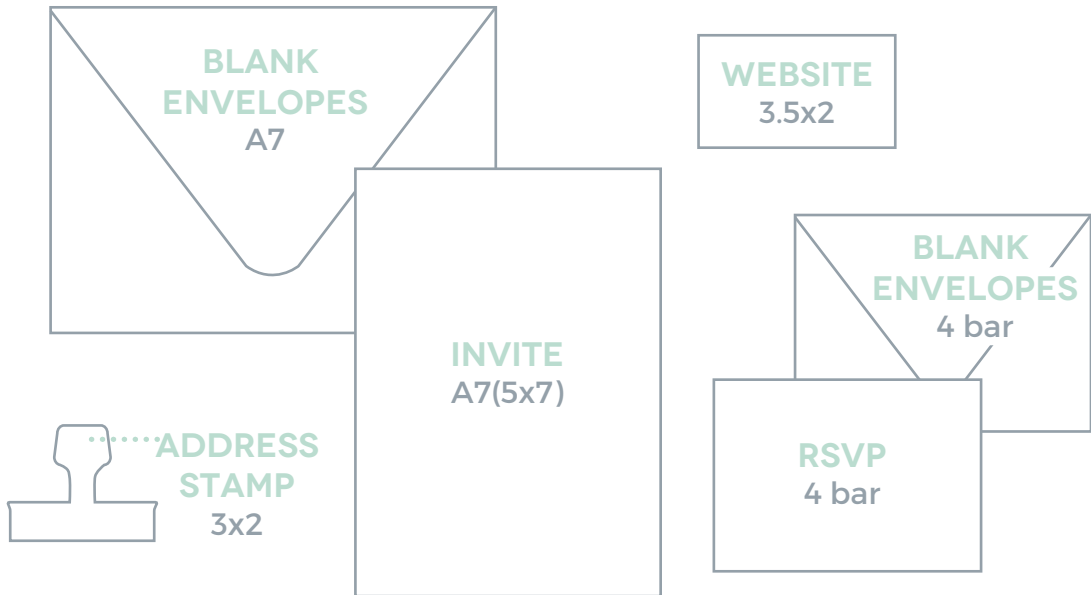 BLANK
ENVELOPES
A7
WEBSITE
3.5x2
BLANK
ENVELOPES
4 bar
INVITE
A7(5x7)
ADDRESS
STAMP
3x2
RSVP
4 bar